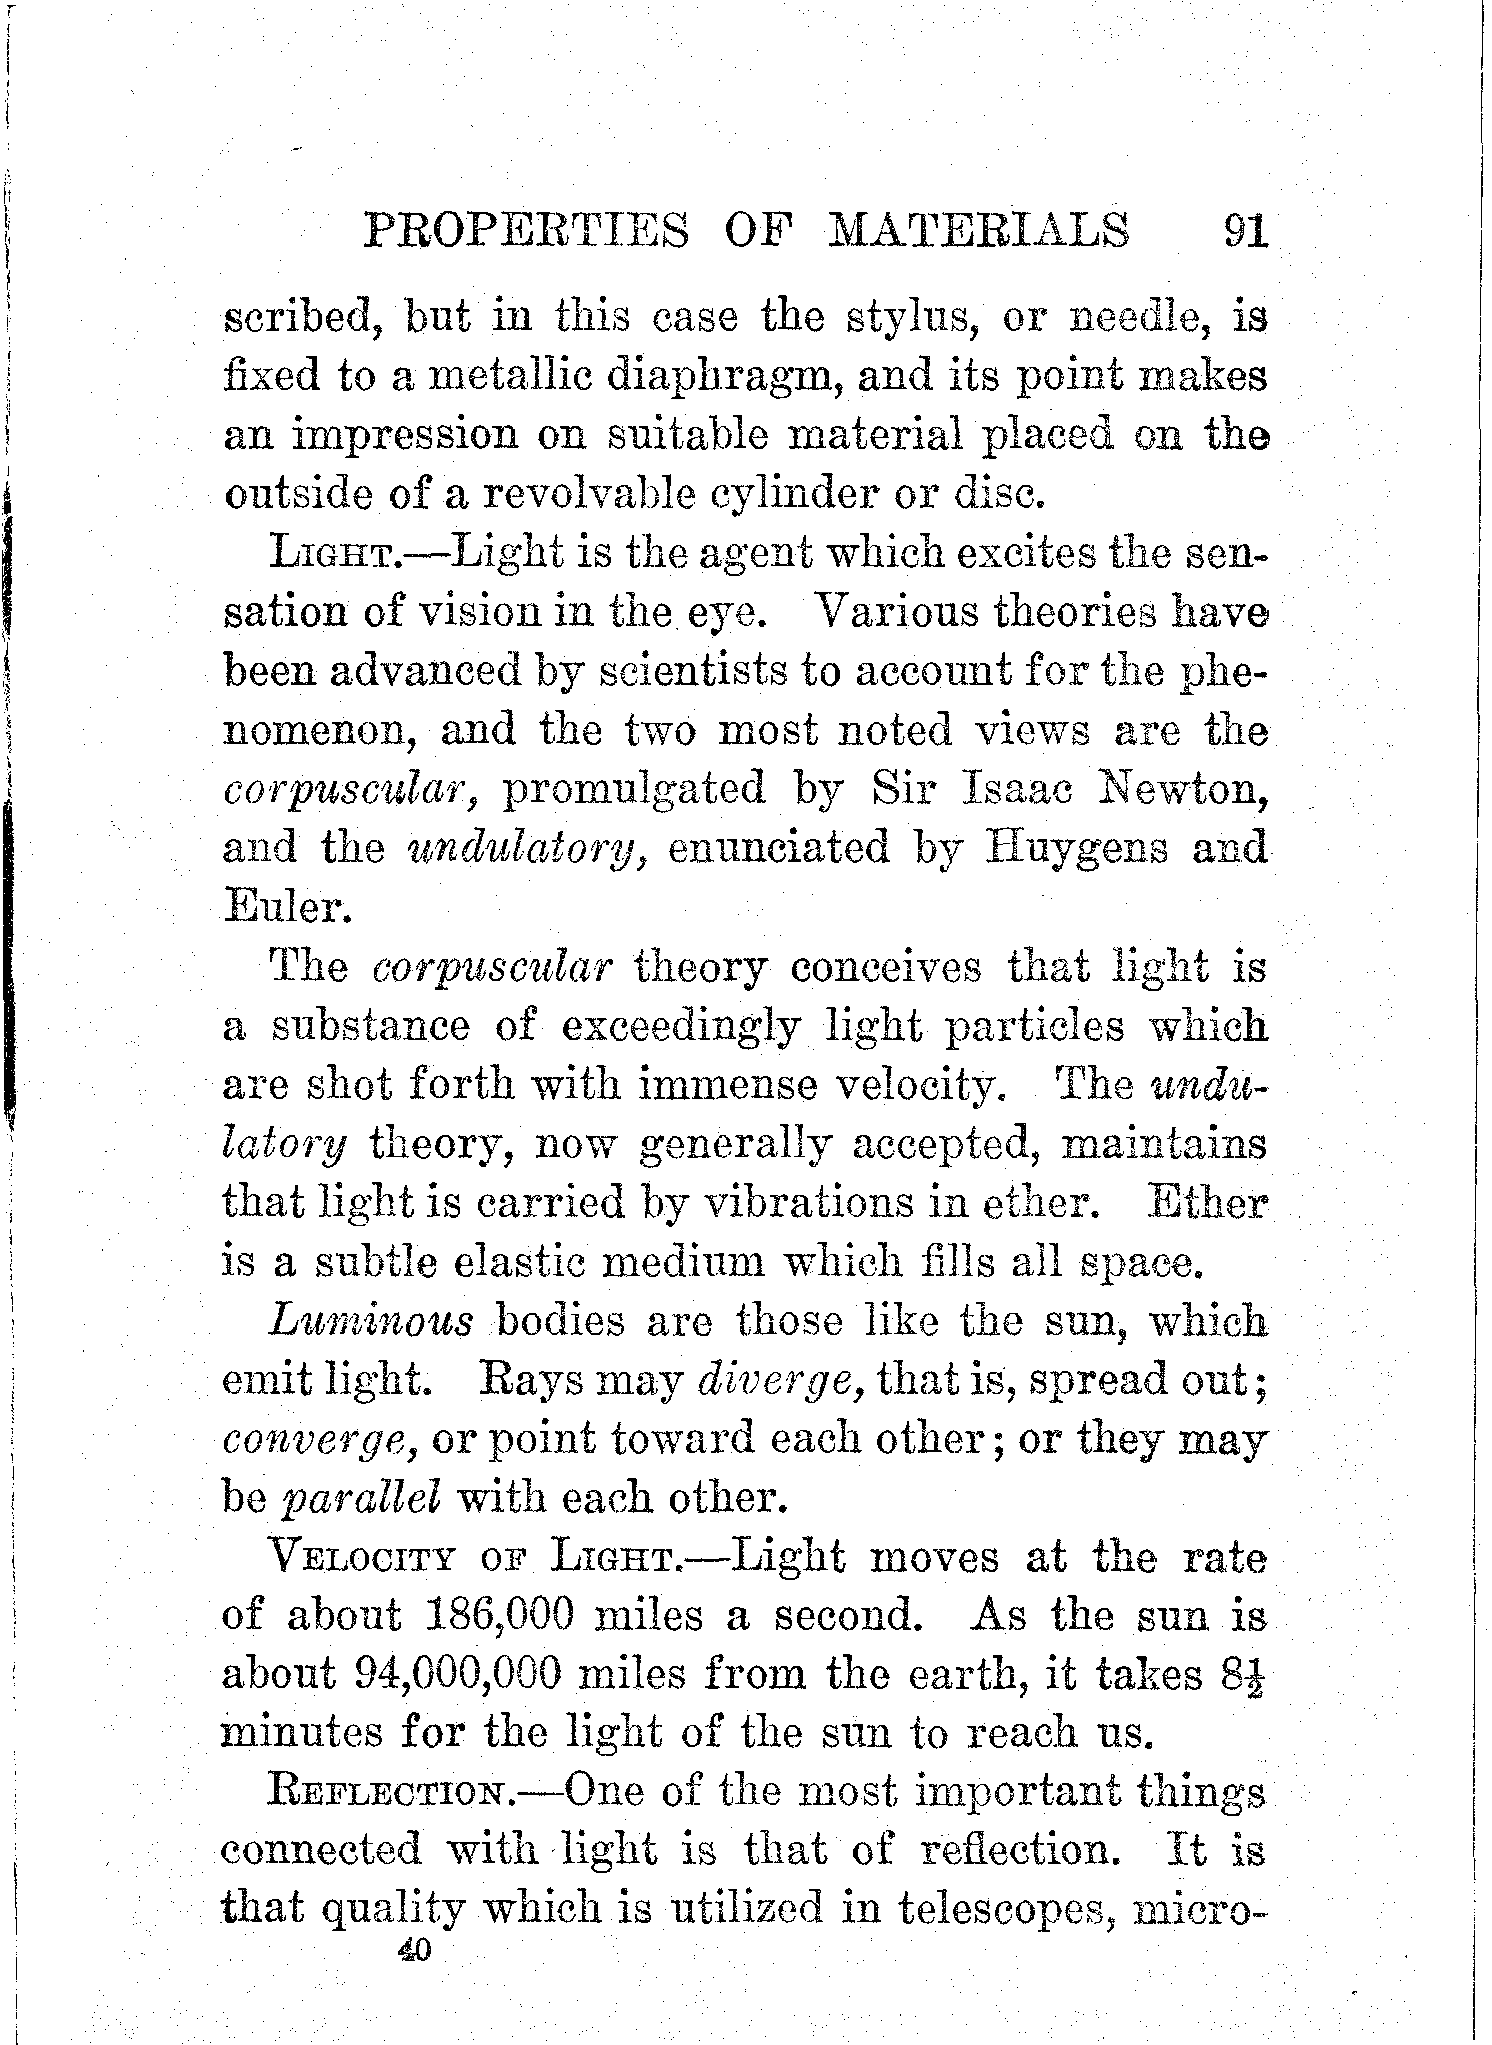 PROPERTIES OF MATERIALS 91
scribed, but in this case the stylus, or needle, is
fixed to a metallic diaphragm, and its point makes
an impression on suitable material placed on the
outside of a revolvable cylinder or disc.
LIGHT.—Light is the agent which excites the sen-
sation of vision in the eye. Various theories have
been advanced by scientists to account for the phe-
nomenon, and the two most noted views are the
corpuscular, promulgated by Sir Isaac Newton,
and the undulatory, enunciated by Huygens and
Euler.
The corpuscular theory conceives that light is
a substance of exceedingly light particles which
are shot forth with immense velocity. The undu-
latory theory, now generally accepted, maintains
that light is carried by vibrations in ether. Ether
is a subtle elastic medium which fills all space.
Luminous bodies are those like the sun, which
emit light. Rays may diverge, that is, spread out;
converge, or point toward each other; or they may
be parallel with each other.
VELOCITY OF LIGHT.—Light moves at the rate
of about 186,000 miles a second. As the sun is
about 94,000,000 miles from the earth, it takes 8½
minutes for the light of the sun to reach us.
REFLECTION.—One of the most important things
connected with light is that of reflection. It is
that quality which is utilized in telescopes, micro-
40